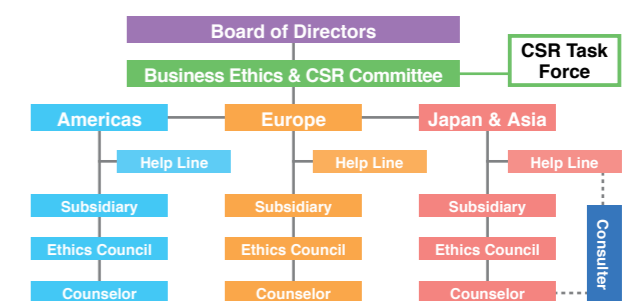 Board of Directors
CSR Task
Force
Business Ethics & CSR Committee
Americas
Europe
Japan & Asia
Help Line
Help Line
Help Line
Subsidiary
Subsidiary
Subsidiary
Consulter
Ethics Council
Ethics Council
Ethics Council
Counselor
Counselor
Counselor